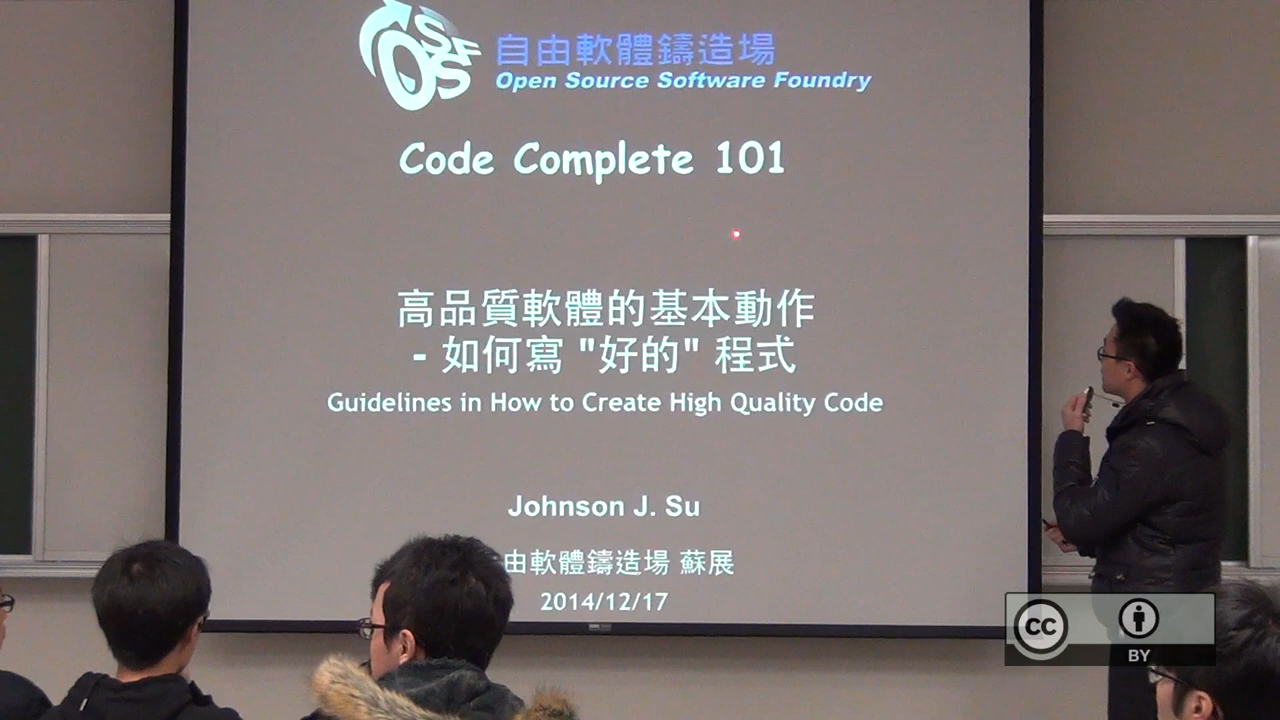 OSSF
自由軟體鑄造場
Open Source Software Foundry
Code Complete 101
高品質軟體的基本動作
- 如何寫 "好的" 程式
Guidelines in How to Create High Quality Code
Johnson J. Su
由軟體鑄造場 蘇展
2014/12/17
cc
BY